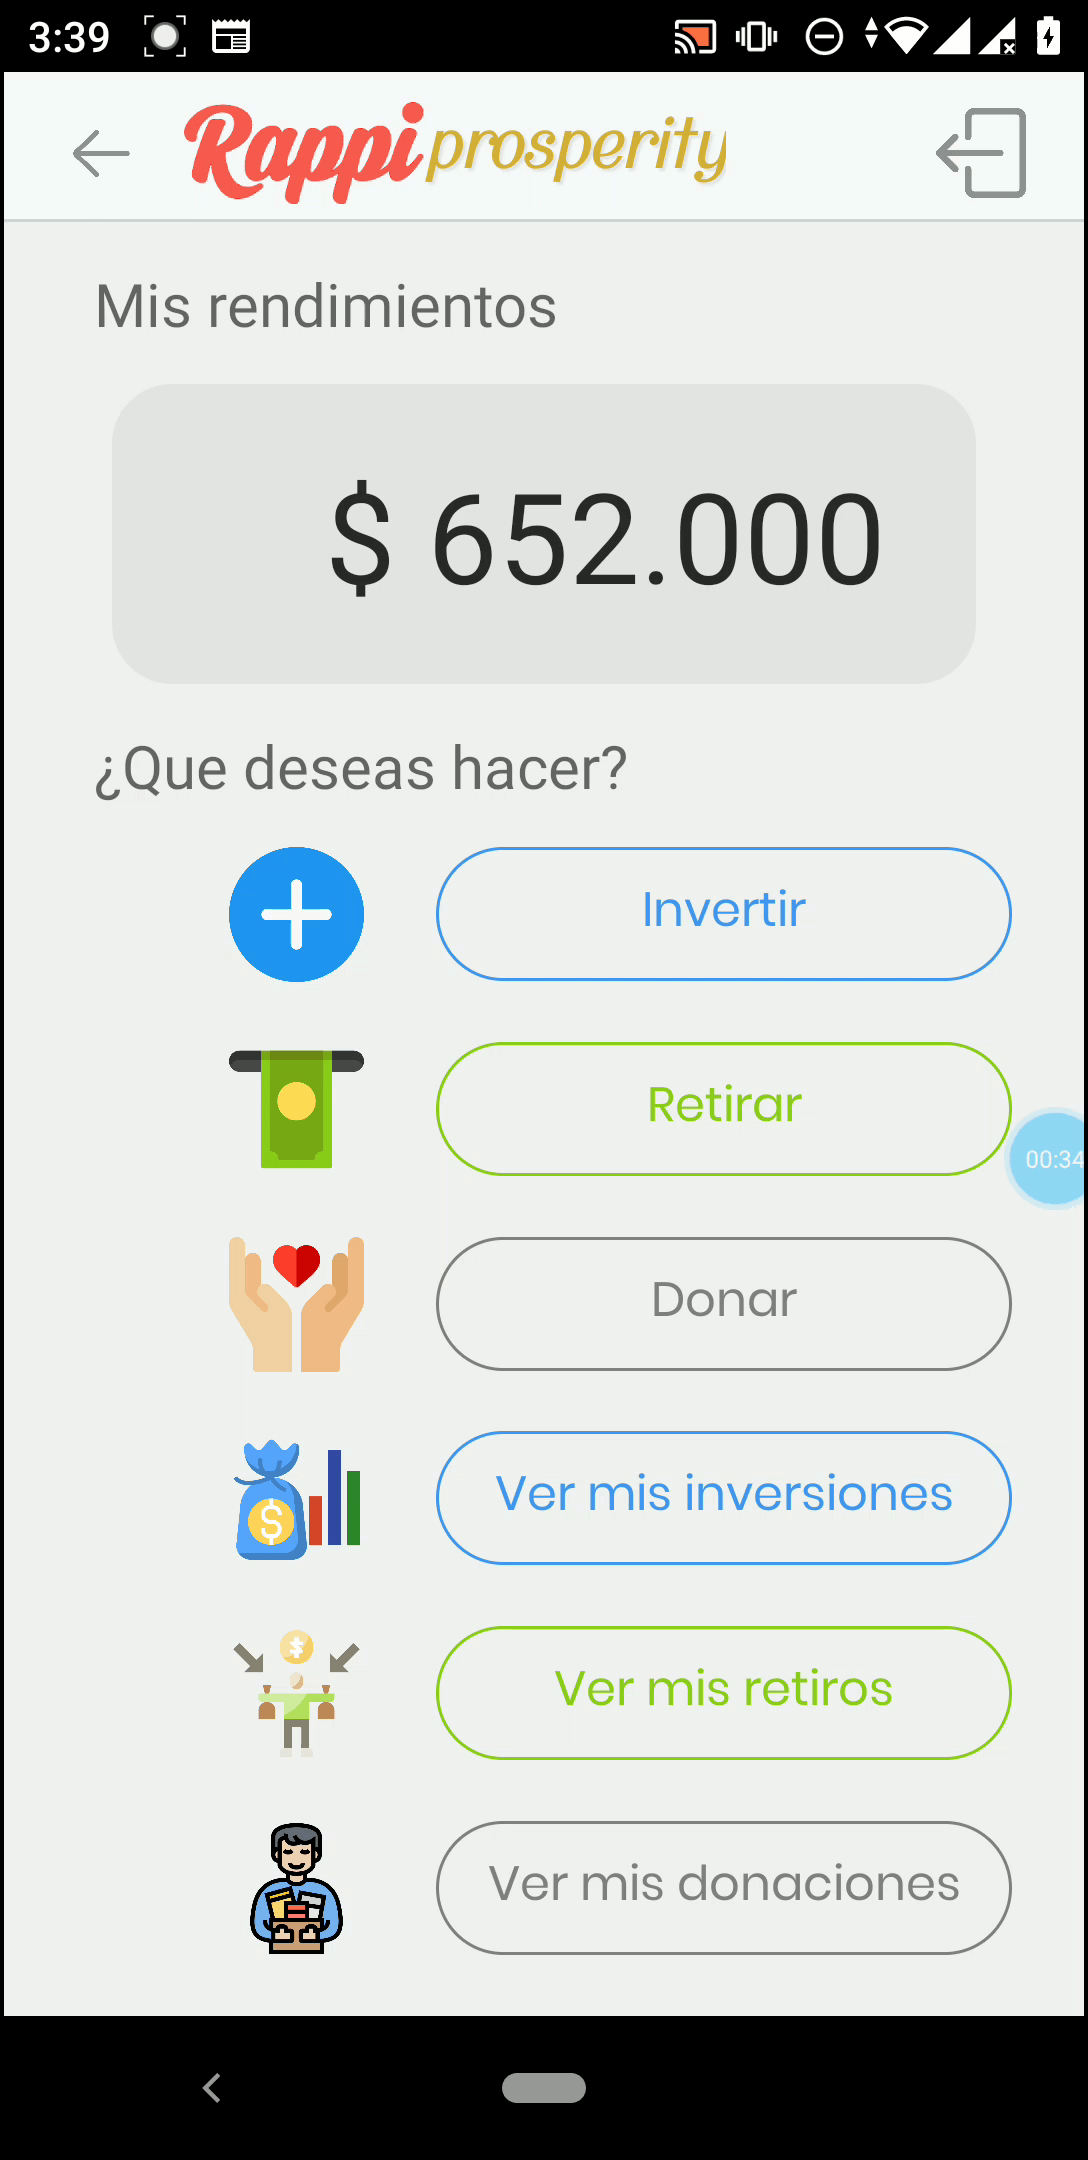 3:39
Rappi prosperity
Mis rendimientos
$ 652.000
¿Que deseas hacer?
Invertir
Retirar
00:34
Donar
Ver mis inversiones
Ver mis retiros
Ver mis donaciones